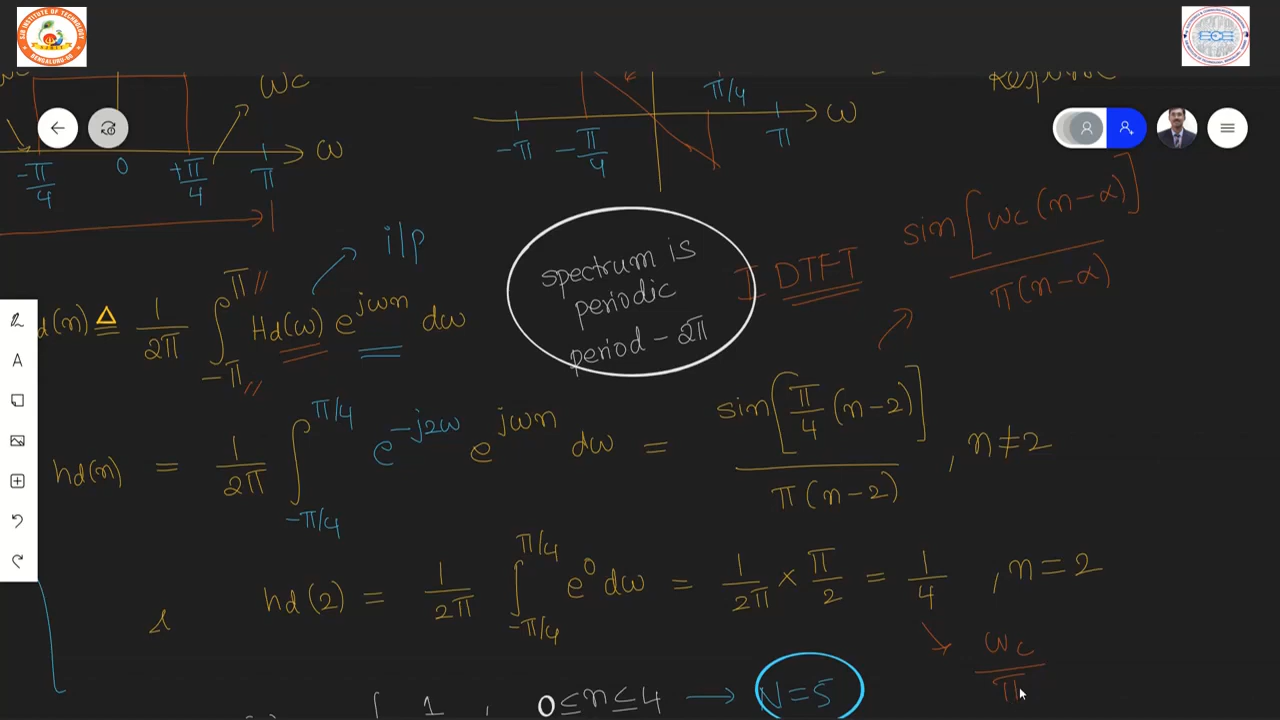 ωc
-π/4 0 +π/4 π ω
-π -π/4 π/4 π ω
i/p
spectrum is
periodic
period - 2π
I DTFT
sin[ωc(n-α)] / π(n-α)
d(n) ≜ 1/2π ∫_{-π}^{π} Hd(ω) e^{jωn} dω
hd(n) = 1/2π ∫_{-π/4}^{π/4} e^{-j2ω} e^{jωn} dω = sin[π/4(n-2)] / π(n-2) , n≠2
hd(2) = 1/2π ∫_{-π/4}^{π/4} e^0 dω = 1/2π × π/2 = 1/4 , n=2
ωc/π
1 , 0≤n≤4 → N=5